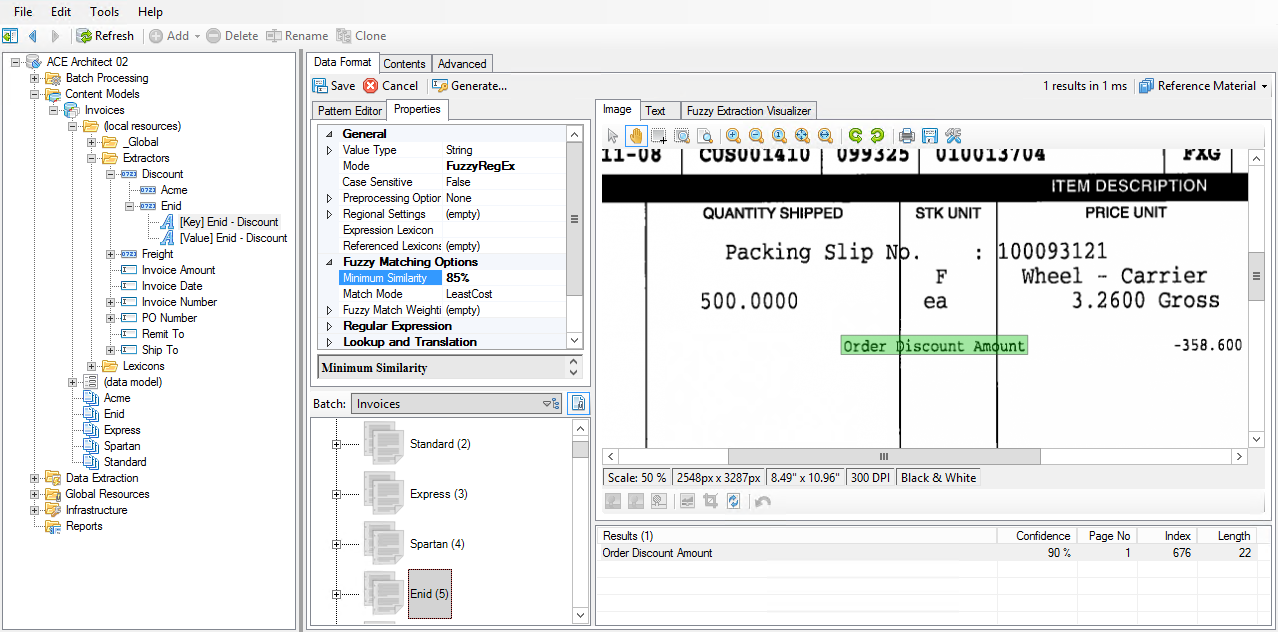 File Edit Tools Help
Refresh Add Delete Rename Clone
ACE Architect 02
Batch Processing
Content Models
Invoices
(local resources)
_Global
Extractors
Discount
Acme
Enid
[Key] Enid - Discount
[Value] Enid - Discount
Freight
Invoice Amount
Invoice Date
Invoice Number
PO Number
Remit To
Ship To
Lexicons
(data model)
Acme
Enid
Express
Spartan
Standard
Data Extraction
Global Resources
Infrastructure
Reports
Data Format Contents Advanced
Save Cancel Generate... 1 results in 1 ms Reference Material
Pattern Editor Properties
General
Value Type String
Mode FuzzyRegEx
Case Sensitive False
Preprocessing Option None
Regional Settings (empty)
Expression Lexicon
Referenced Lexicons (empty)
Fuzzy Matching Options
Minimum Similarity 85%
Match Mode LeastCost
Fuzzy Match Weighti (empty)
Regular Expression
Lookup and Translation
Minimum Similarity
Batch: Invoices
Standard (2)
Express (3)
Spartan (4)
Enid (5)
Image Text Fuzzy Extraction Visualizer
11-08 CUS001410 099325 010013704 FXG
ITEM DESCRIPTION
QUANTITY SHIPPED STK UNIT PRICE UNIT
Packing Slip No. : 100093121
F Wheel - Carrier
500.0000 ea 3.2600 Gross
Order Discount Amount -358.600
Scale: 50 % 2548px x 3287px 8.49" x 10.96" 300 DPI Black & White
Results (1) Confidence Page No Index Length
Order Discount Amount 90 % 1 676 22